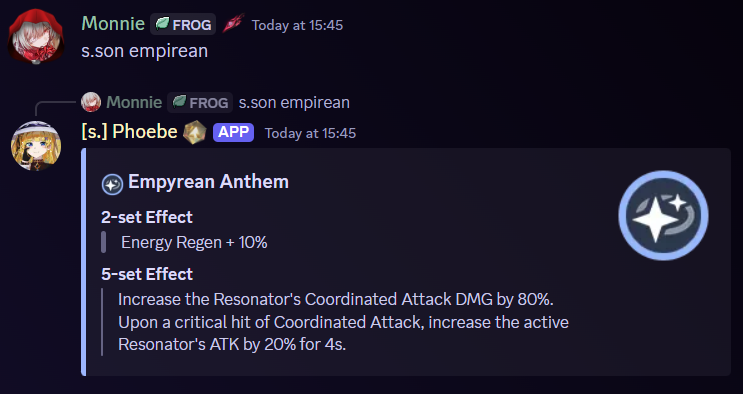 Monnie FROG Today at 15:45
s.son empirean
Monnie FROG s.son empirean
[s.] Phoebe APP Today at 15:45
Empyrean Anthem
2-set Effect
Energy Regen + 10%
5-set Effect
Increase the Resonator's Coordinated Attack DMG by 80%.
Upon a critical hit of Coordinated Attack, increase the active
Resonator's ATK by 20% for 4s.